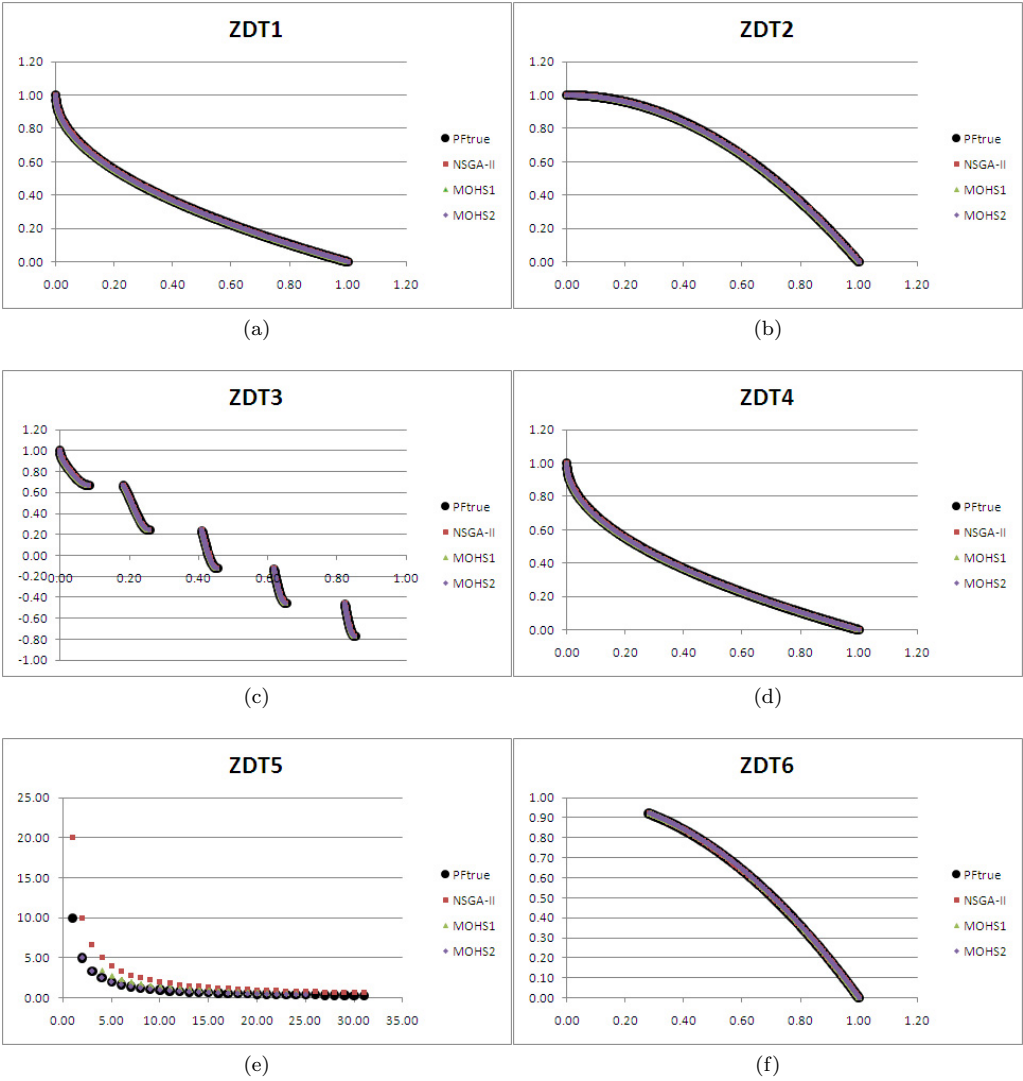 ZDT1
1.20
1.00
0.80
0.60
0.40
0.20
0.00
0.00 0.20 0.40 0.60 0.80 1.00 1.20
PFtrue
NSGA-II
MOHS1
MOHS2
(a)
ZDT2
1.20
1.00
0.80
0.60
0.40
0.20
0.00
0.00 0.20 0.40 0.60 0.80 1.00 1.20
PFtrue
NSGA-II
MOHS1
MOHS2
(b)
ZDT3
1.20
1.00
0.80
0.60
0.40
0.20
0.00
-0.20
-0.40
-0.60
-0.80
-1.00
0.00 0.20 0.40 0.60 0.80 1.00
PFtrue
NSGA-II
MOHS1
MOHS2
(c)
ZDT4
1.20
1.00
0.80
0.60
0.40
0.20
0.00
0.00 0.20 0.40 0.60 0.80 1.00 1.20
PFtrue
NSGA-II
MOHS1
MOHS2
(d)
ZDT5
25.00
20.00
15.00
10.00
5.00
0.00
0.00 5.00 10.00 15.00 20.00 25.00 30.00 35.00
PFtrue
NSGA-II
MOHS1
MOHS2
(e)
ZDT6
1.00
0.90
0.80
0.70
0.60
0.50
0.40
0.30
0.20
0.10
0.00
0.00 0.20 0.40 0.60 0.80 1.00 1.20
PFtrue
NSGA-II
MOHS1
MOHS2
(f)